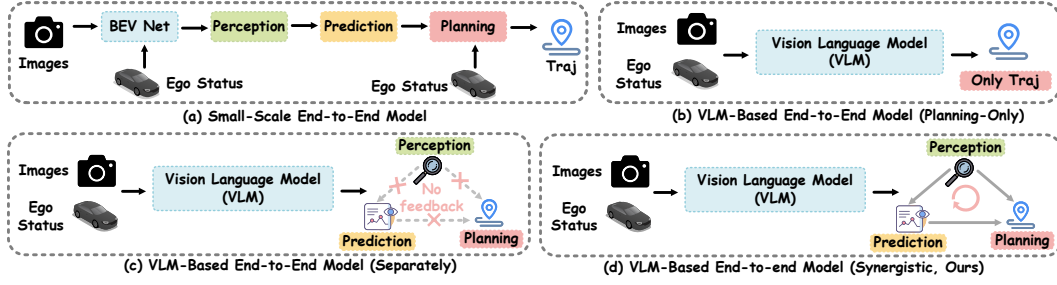 BEV Net
Perception
Prediction
Planning
Images
Traj
Ego Status
Ego Status
(a) Small-Scale End-to-End Model
Images
Ego
Status
Vision Language Model
(VLM)
Only Traj
(b) VLM-Based End-to-End Model (Planning-Only)
Images
Ego
Status
Vision Language Model
(VLM)
Perception
No
feedback
Prediction
Planning
(c) VLM-Based End-to-End Model (Separately)
Images
Ego
Status
Vision Language Model
(VLM)
Perception
Prediction
Planning
(d) VLM-Based End-to-end Model (Synergistic, Ours)